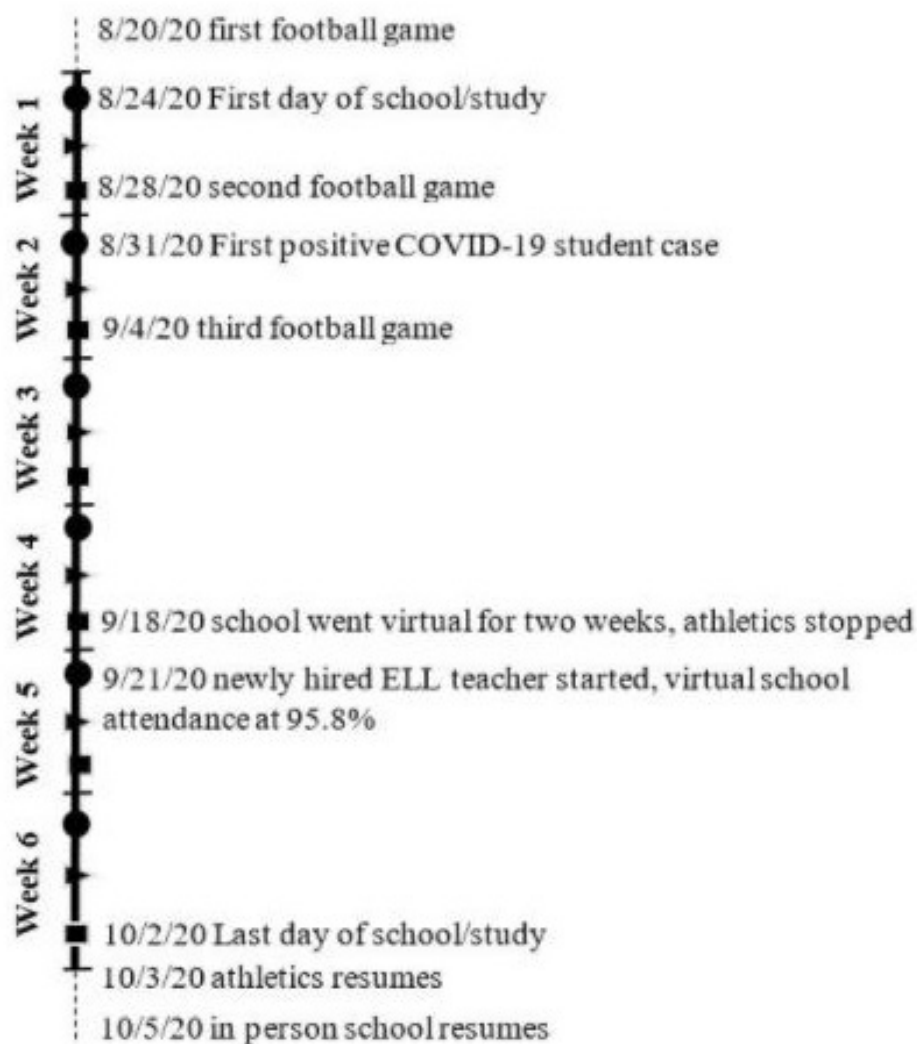 8/20/20 first football game
Week 1
8/24/20 First day of school/study
8/28/20 second football game
Week 2
8/31/20 First positive COVID-19 student case
9/4/20 third football game
Week 3
Week 4
9/18/20 school went virtual for two weeks, athletics stopped
Week 5
9/21/20 newly hired ELL teacher started, virtual school
attendance at 95.8%
Week 6
10/2/20 Last day of school/study
10/3/20 athletics resumes
10/5/20 in person school resumes